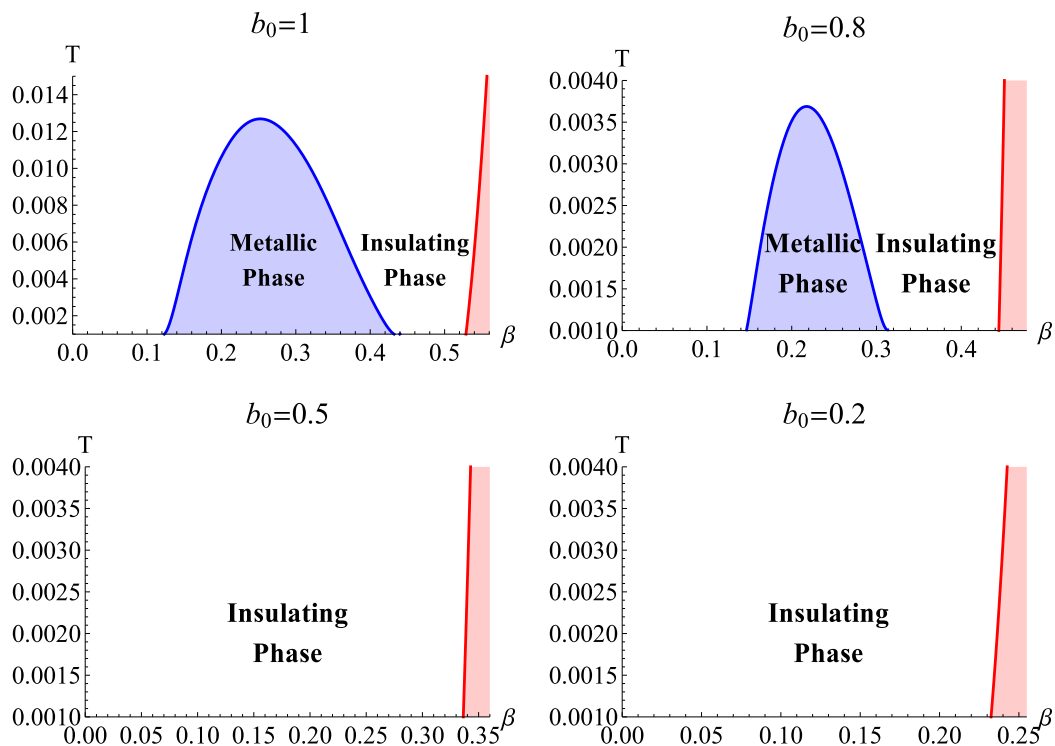 b₀=1
T
0.014
0.012
0.010
0.008
0.006
0.004
0.002
Metallic
Phase
Insulating
Phase
0.0 0.1 0.2 0.3 0.4 0.5 β
b₀=0.8
T
0.0040
0.0035
0.0030
0.0025
0.0020
0.0015
0.0010
Metallic
Phase
Insulating
Phase
0.0 0.1 0.2 0.3 0.4 β
b₀=0.5
T
0.0040
0.0035
0.0030
0.0025
0.0020
0.0015
0.0010
Insulating
Phase
0.00 0.05 0.10 0.15 0.20 0.25 0.30 0.35 β
b₀=0.2
T
0.0040
0.0035
0.0030
0.0025
0.0020
0.0015
0.0010
Insulating
Phase
0.00 0.05 0.10 0.15 0.20 0.25 β